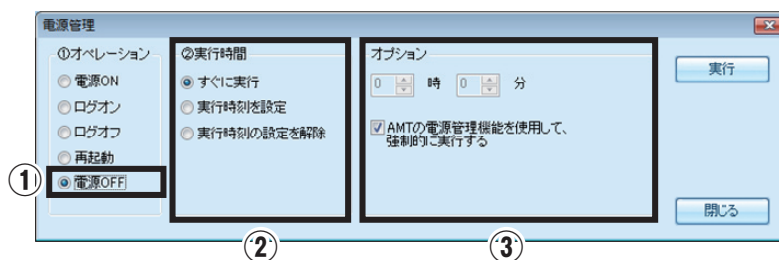 電源管理
①オペレーション
電源ON
ログオン
ログオフ
再起動
電源OFF
②実行時間
すぐに実行
実行時刻を設定
実行時刻の設定を解除
オプション
0 時 0 分
AMTの電源管理機能を使用して、
強制的に実行する
実行
閉じる
①
②
③